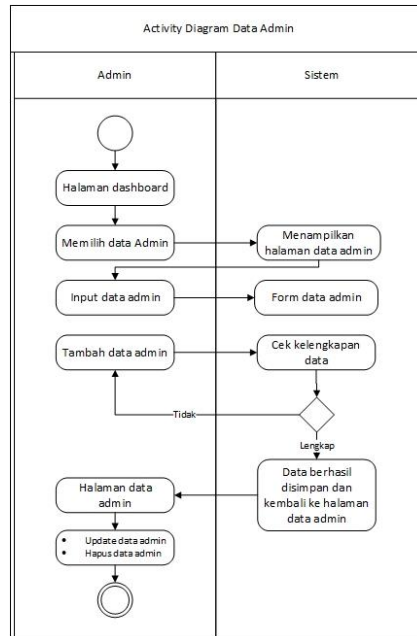 Activity Diagram Data Admin
Admin
Sistem
Halaman dashboard
Memilih data Admin
Menampilkan
halaman data admin
Input data admin
Form data admin
Tambah data admin
Cek kelengkapan
data
Tidak
Lengkap
Data berhasil
disimpan dan
kembali ke halaman
data admin
Halaman data
admin
• Update data admin
• Hapus data admin